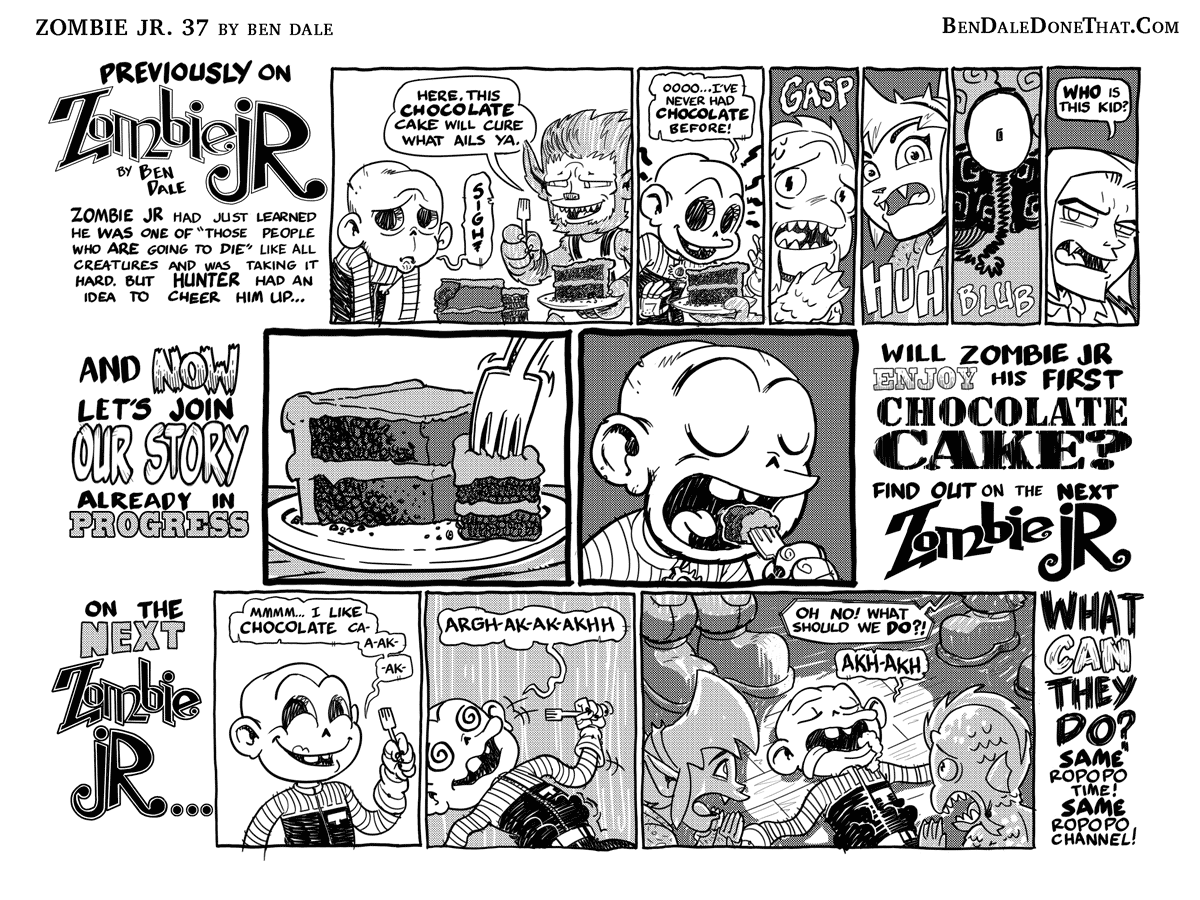 ZOMBIE JR. 37 BY BEN DALE
BENDALEDONETHAT.COM
PREVIOUSLY ON
Zombie JR
BY BEN
DALE
ZOMBIE JR HAD JUST LEARNED
HE WAS ONE OF "THOSE PEOPLE
WHO ARE GOING TO DIE" LIKE ALL
CREATURES AND WAS TAKING IT
HARD. BUT HUNTER HAD AN
IDEA TO CHEER HIM UP...
HERE, THIS
CHOCOLATE
CAKE WILL CURE
WHAT AILS YA.
SIGH?
OOOO...I'VE
NEVER HAD
CHOCOLATE
BEFORE!
GASP
HUH
BLUB
WHO IS
THIS KID?
AND NOW
LET'S JOIN
OUR STORY
ALREADY IN
PROGRESS
WILL ZOMBIE JR
ENJOY HIS FIRST
CHOCOLATE
CAKE?
FIND OUT ON THE NEXT
Zombie JR
ON THE
NEXT
Zombie
JR...
MMMM... I LIKE
CHOCOLATE CA-
A-AK-
-AK-
ARGH-AK-AK-AKHH
OH NO! WHAT
SHOULD WE DO?!
AKH-AKH
WHAT
CAN
THEY
DO?
SAME
ROPOPO
TIME!
SAME
ROPOPO
CHANNEL!